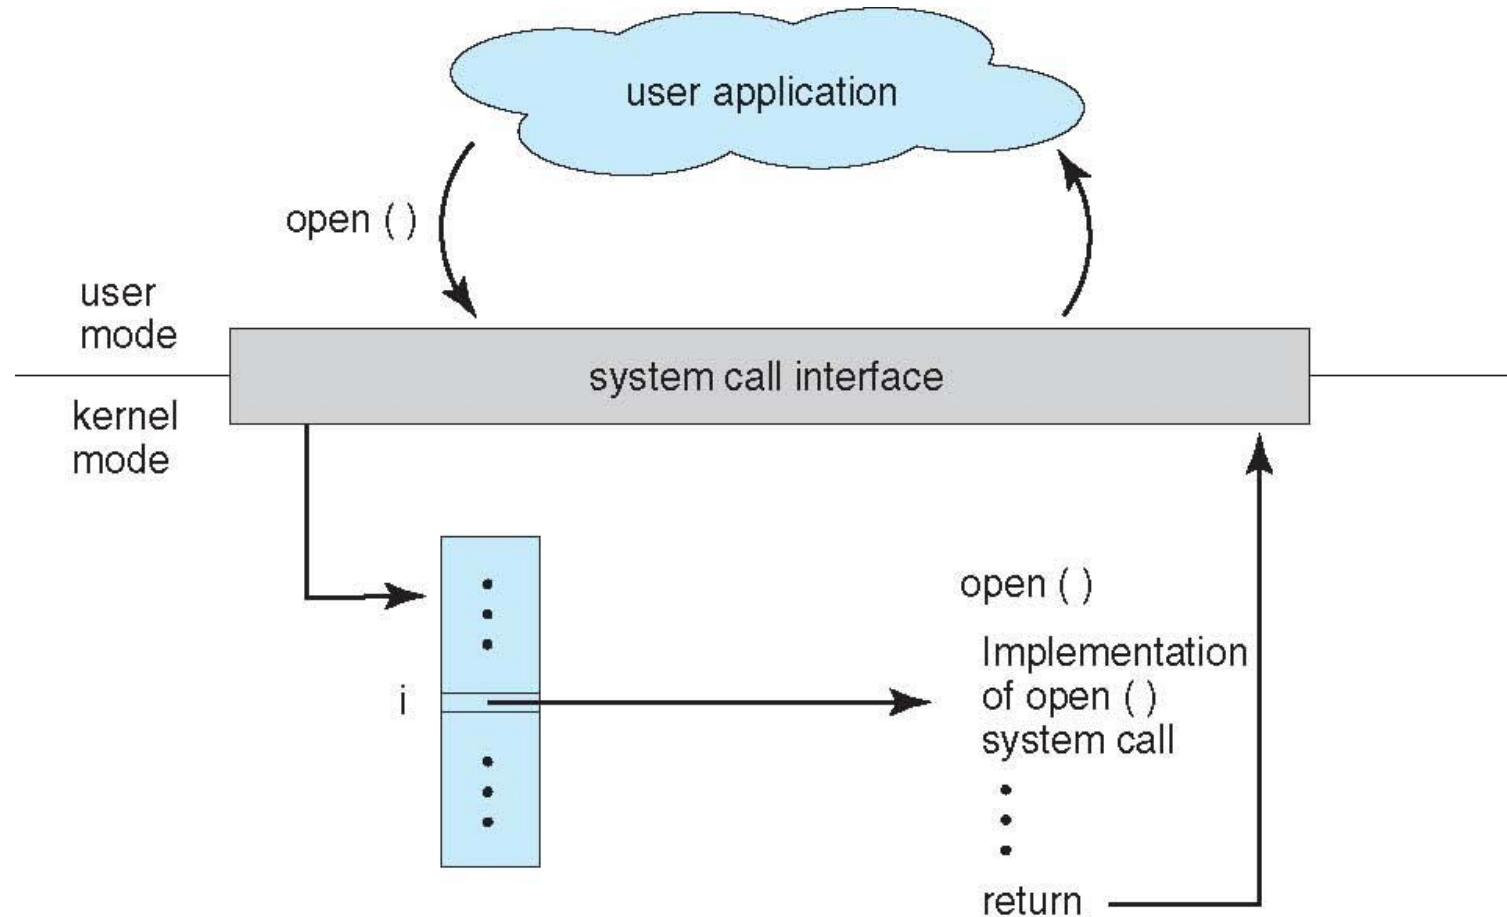 user application
open ( )
user
mode
system call interface
kernel
mode
open ( )
i
Implementation
of open ( )
system call
return